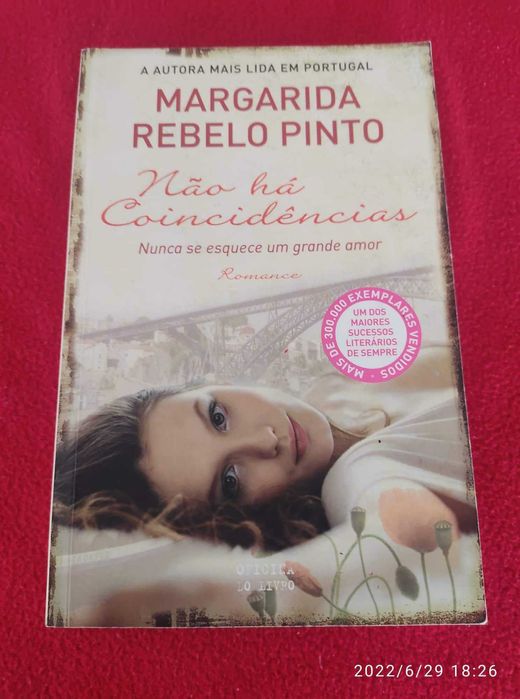 A AUTORA MAIS LIDA EM PORTUGAL
MARGARIDA
REBELO PINTO
Não há
Coincidências
Nunca se esquece um grande amor
Romance
MAIS DE 300.000 EXEMPLARES VENDIDOS •
UM DOS
MAIORES
SUCESSOS
LITERÁRIOS
DE SEMPRE
OFICINA
DO LIVRO
2022/6/29 18:26